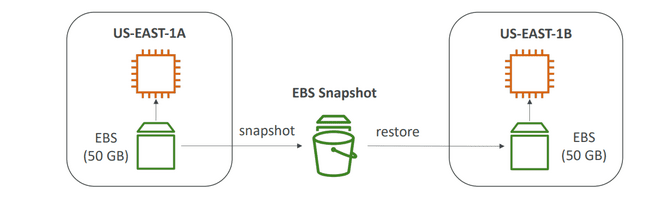 US-EAST-1A
US-EAST-1B
EBS Snapshot
snapshot
restore
EBS
(50 GB)
EBS
(50 GB)